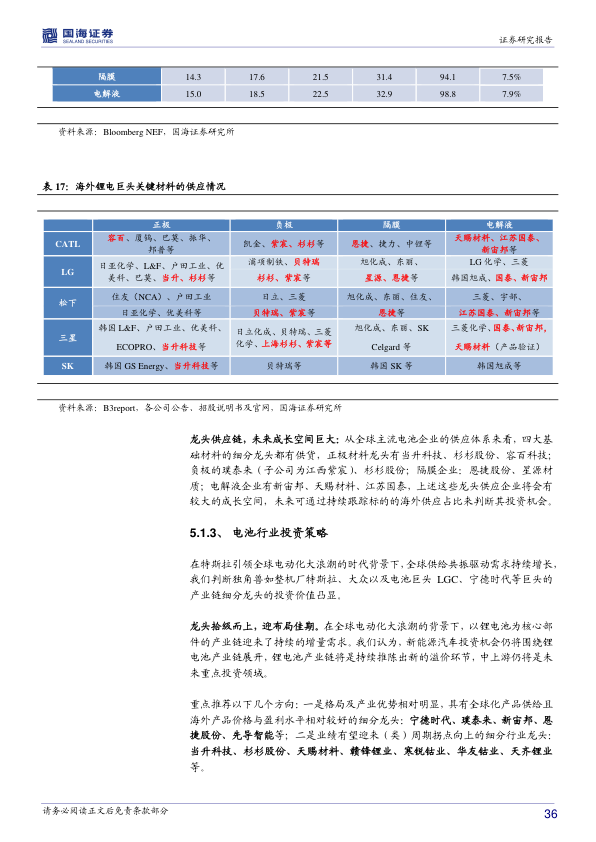 国海证券
SEALAND SECURITIES
证券研究报告
隔膜 14.3 17.6 21.5 31.4 94.1 7.5%
电解液 15.0 18.5 22.5 32.9 98.8 7.9%
资料来源：Bloomberg NEF，国海证券研究所
表 17：海外锂电巨头关键材料的供应情况
正极 负极 隔膜 电解液
CATL 容百、厦钨、巴莫、振华、邦普等 凯金、紫宸、杉杉等 恩捷、捷力、中锂等 天赐材料、江苏国泰、新宙邦等
LG 日亚化学、L&F、户田工业、优美科、巴莫、当升、杉杉等 浦项制铁、贝特瑞杉杉、紫宸等 旭化成、东丽、星源、恩捷等 LG 化学、三菱韩国旭成、国泰、新宙邦
松下 住友（NCA）、户田工业日亚化学、优美科等 日立、三菱贝特瑞、紫宸等 旭化成、东丽、住友、恩捷等 三菱、宇部、江苏国泰、新宙邦等
三星 韩国 L&F、户田工业、优美科、ECOPRO、当升科技等 日立化成、贝特瑞、三菱化学、上海杉杉、紫宸等 旭化成、东丽、SK Celgard 等 三菱化学、国泰、新宙邦，天赐材料（产品验证）
SK 韩国 GS Energy、当升科技等 贝特瑞等 韩国 SK 等 韩国旭成等
资料来源：B3report，各公司公告、招股说明书及官网，国海证券研究所
龙头供应链，未来成长空间巨大：从全球主流电池企业的供应体系来看，四大基
础材料的细分龙头都有供货，正极材料龙头有当升科技、杉杉股份、容百科技；
负极的璞泰来（子公司为江西紫宸）、杉杉股份；隔膜企业：恩捷股份、星源材
质；电解液企业有新宙邦、天赐材料、江苏国泰，上述这些龙头供应企业将会有
较大的成长空间，未来可通过持续跟踪标的的海外供应占比来判断其投资机会。
5.1.3、 电池行业投资策略
在特斯拉引领全球电动化大浪潮的时代背景下，全球供给共振驱动需求持续增长，
我们判断独角兽如整机厂特斯拉、大众以及电池巨头 LGC、宁德时代等巨头的
产业链细分龙头的投资价值凸显。
龙头拾级而上，迎布局佳期。在全球电动化大浪潮的背景下，以锂电池为核心部
件的产业链迎来了持续的增量需求。我们认为，新能源汽车投资机会仍将围绕锂
电池产业链展开，锂电池产业链将是持续推陈出新的溢价环节，中上游仍将是未
来重点投资领域。
重点推荐以下几个方向：一是格局及产业优势相对明显，具有全球化产品供给且
海外产品价格与盈利水平相对较好的细分龙头：宁德时代、璞泰来、新宙邦、恩
捷股份、先导智能等；二是业绩有望迎来（类）周期拐点向上的细分行业龙头：
当升科技、杉杉股份、天赐材料、赣锋锂业、寒锐钴业、华友钴业、天齐锂业
等。
请务必阅读正文后免责条款部分
36